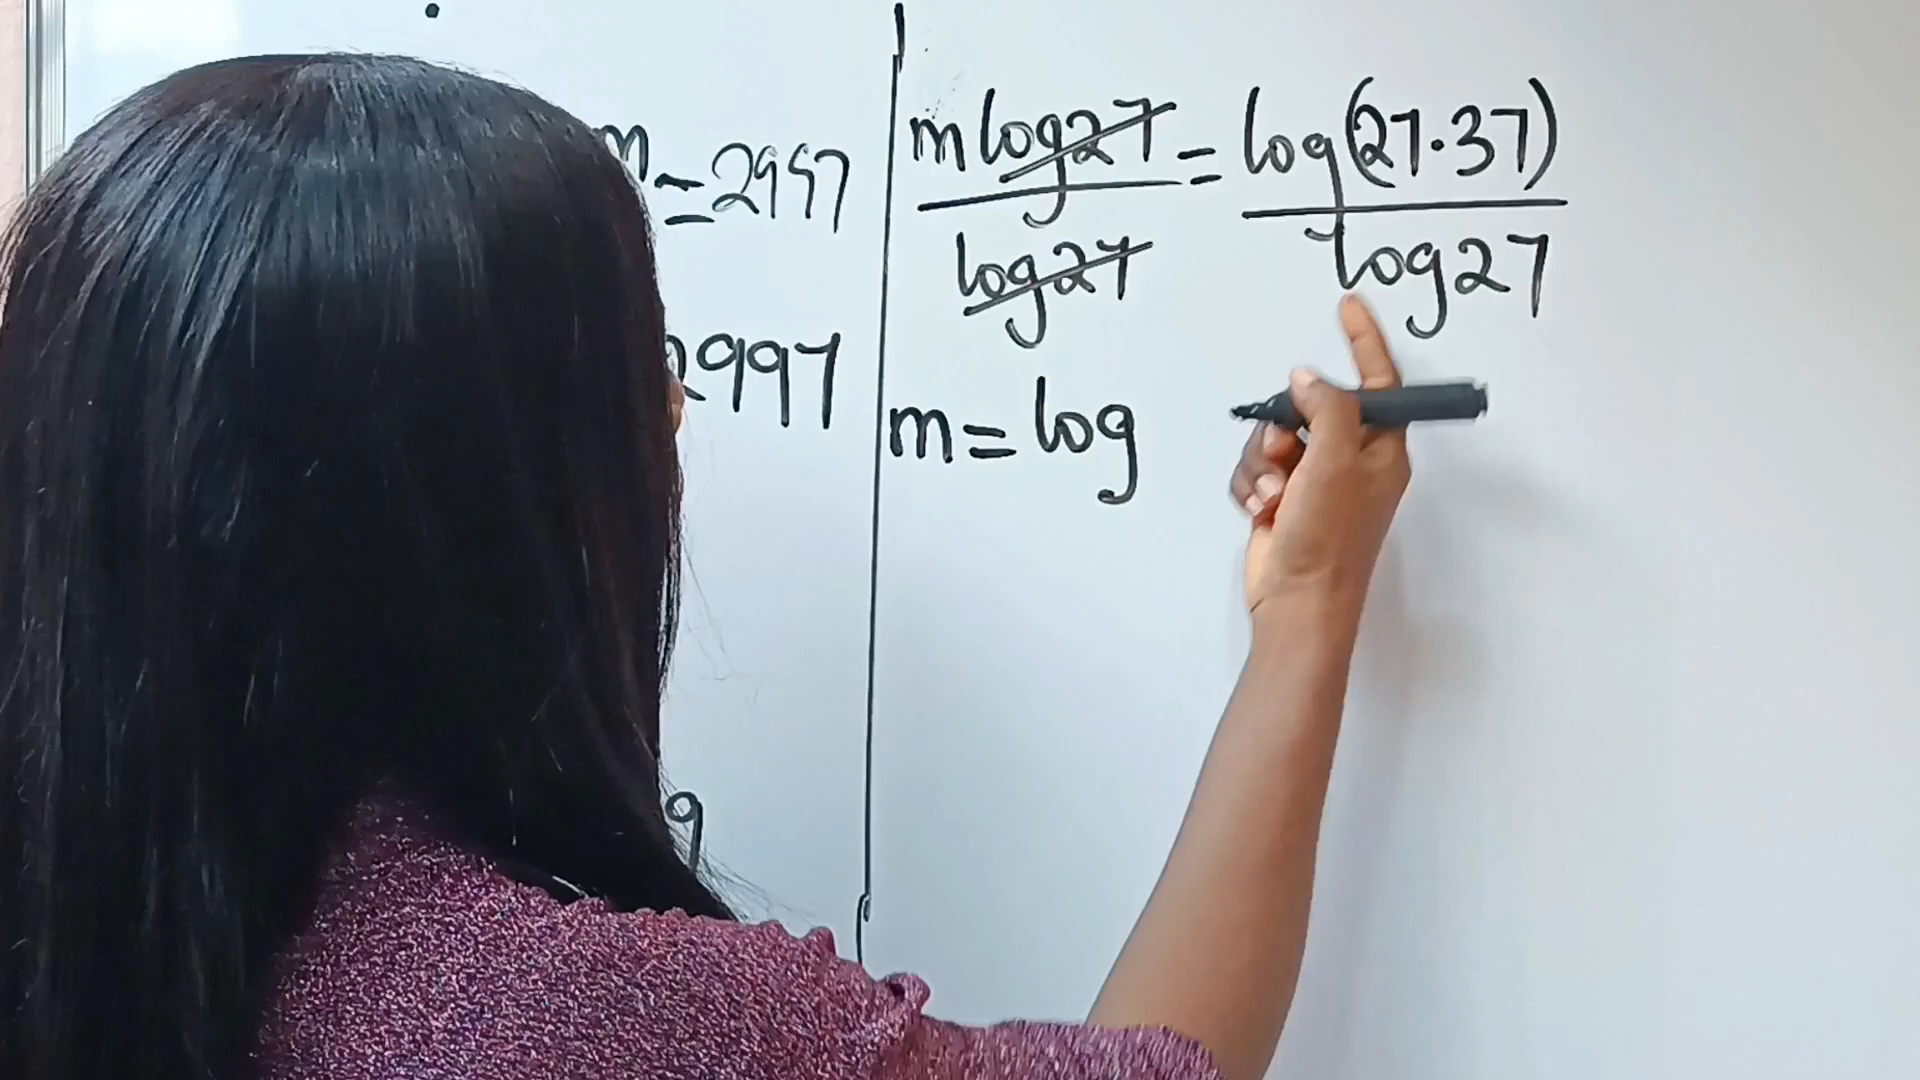 m = 2997
2997
9
m log27 = log(27·37)
log27 log27
m = log